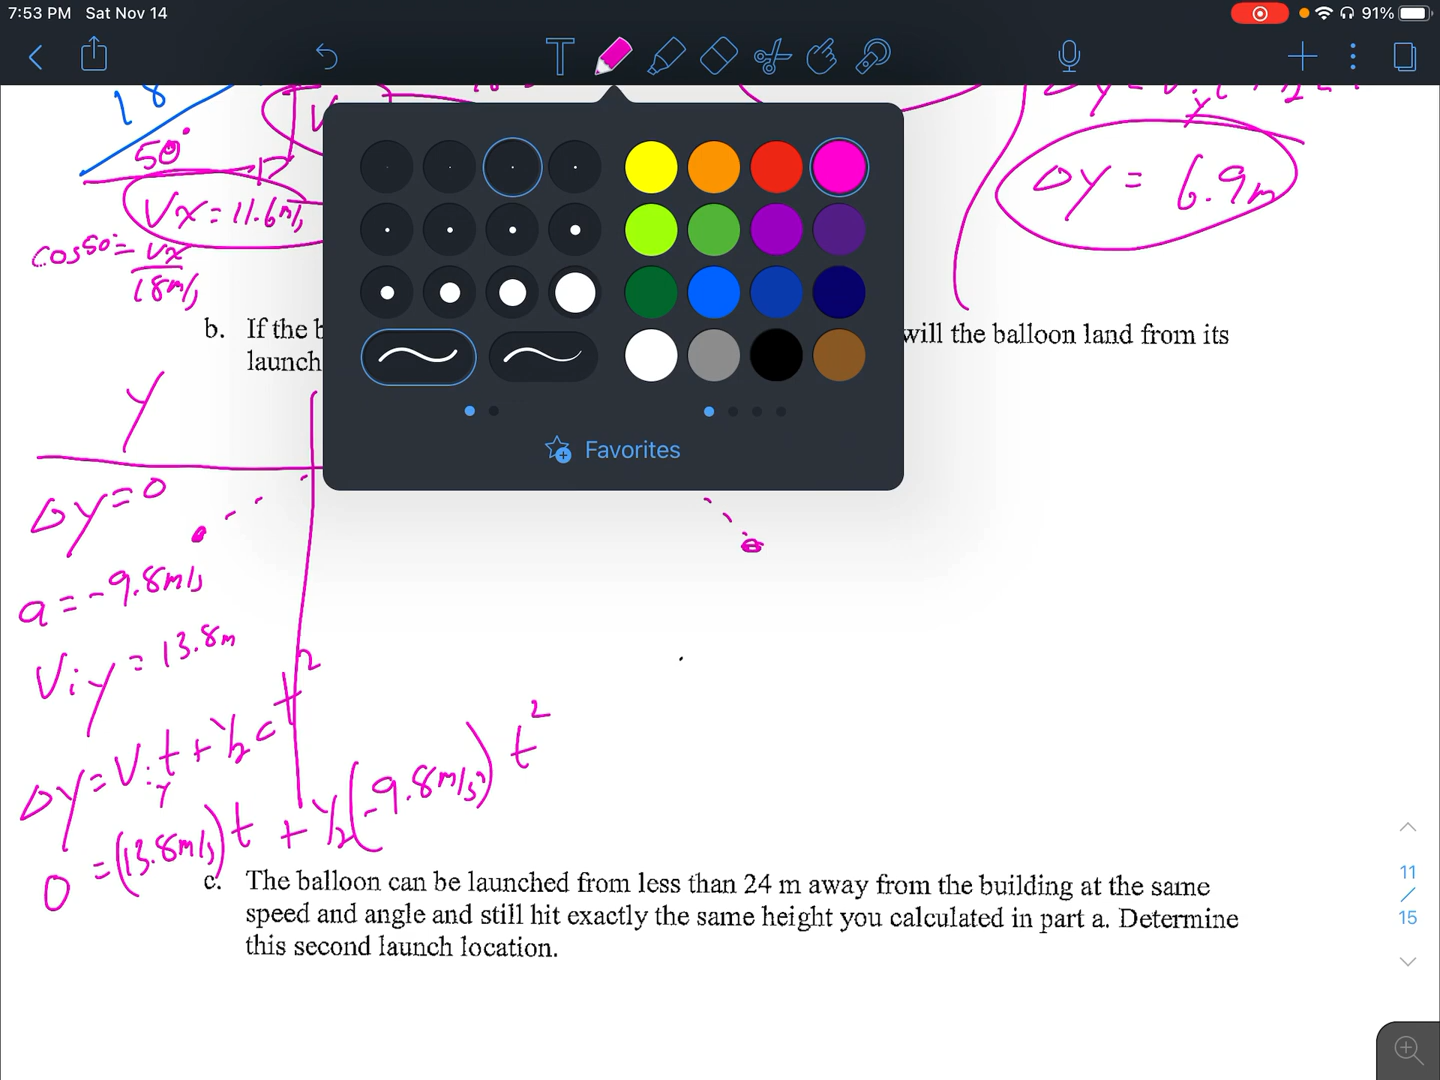 7:53 PM Sat Nov 14
91%
T
18
50°
Vx = 11.6m/s
cos50 = Vx
18m/s
Δy = 6.9m
b. If the b
will the balloon land from its
launch
Favorites
y
Δy = 0
a = -9.8m/s
Viy = 13.8m
Δy = Viyt + 1/2 at²
0 = (13.8m/s)t + 1/2(-9.8m/s²)t²
c. The balloon can be launched from less than 24 m away from the building at the same
speed and angle and still hit exactly the same height you calculated in part a. Determine
this second launch location.
11
/
15